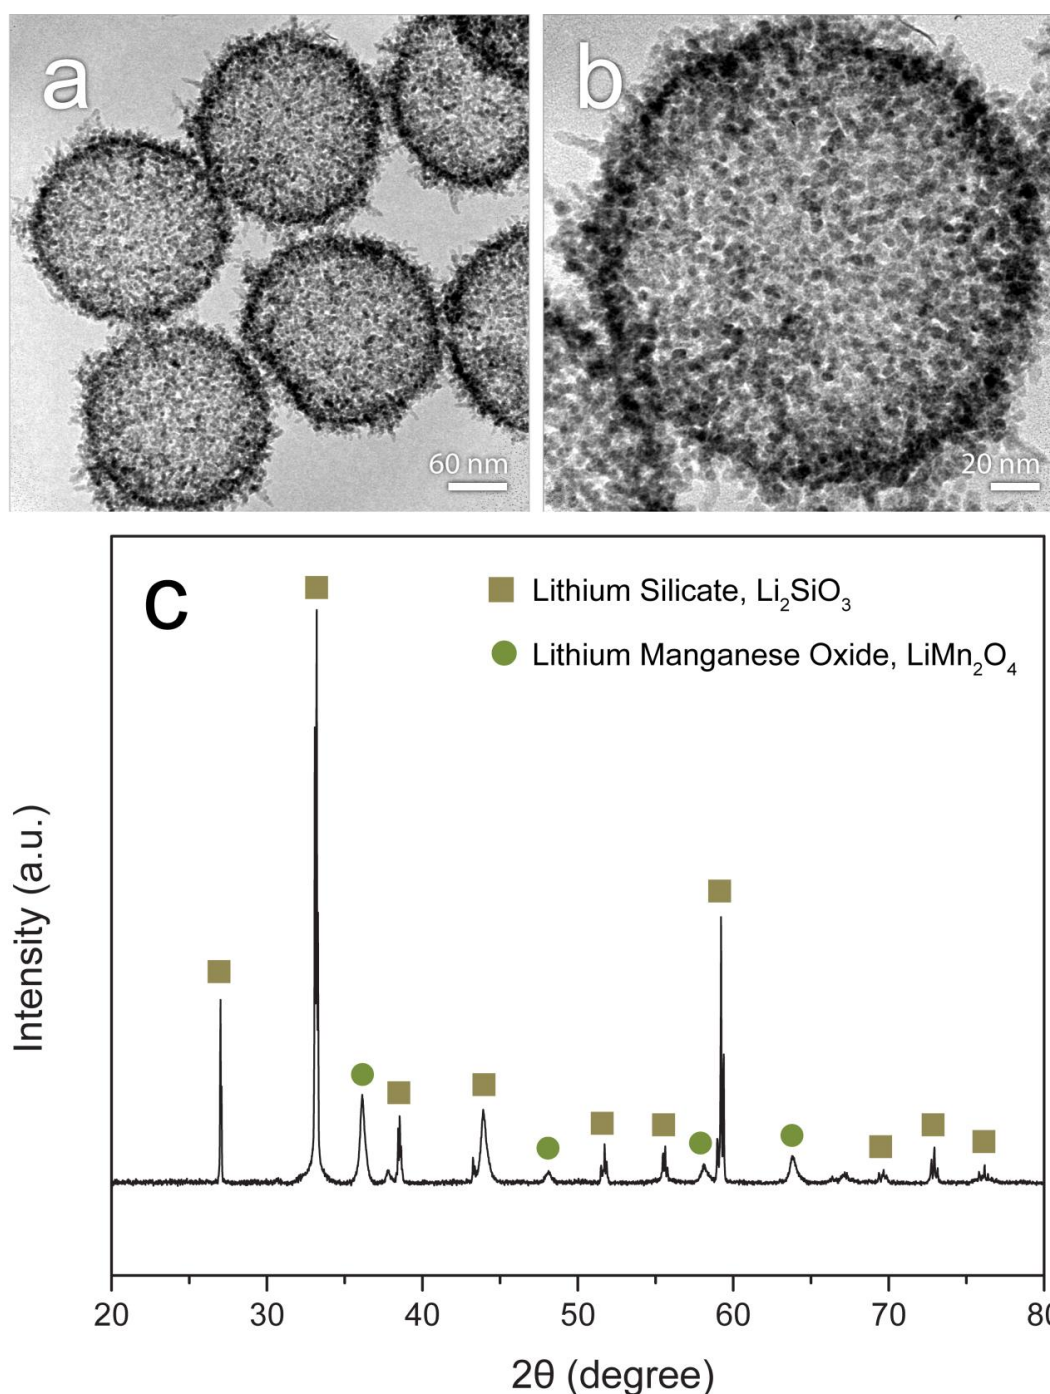 a
b
60 nm
20 nm
c
Lithium Silicate, Li₂SiO₃
Lithium Manganese Oxide, LiMn₂O₄
Intensity (a.u.)
20 30 40 50 60 70 80
2θ (degree)